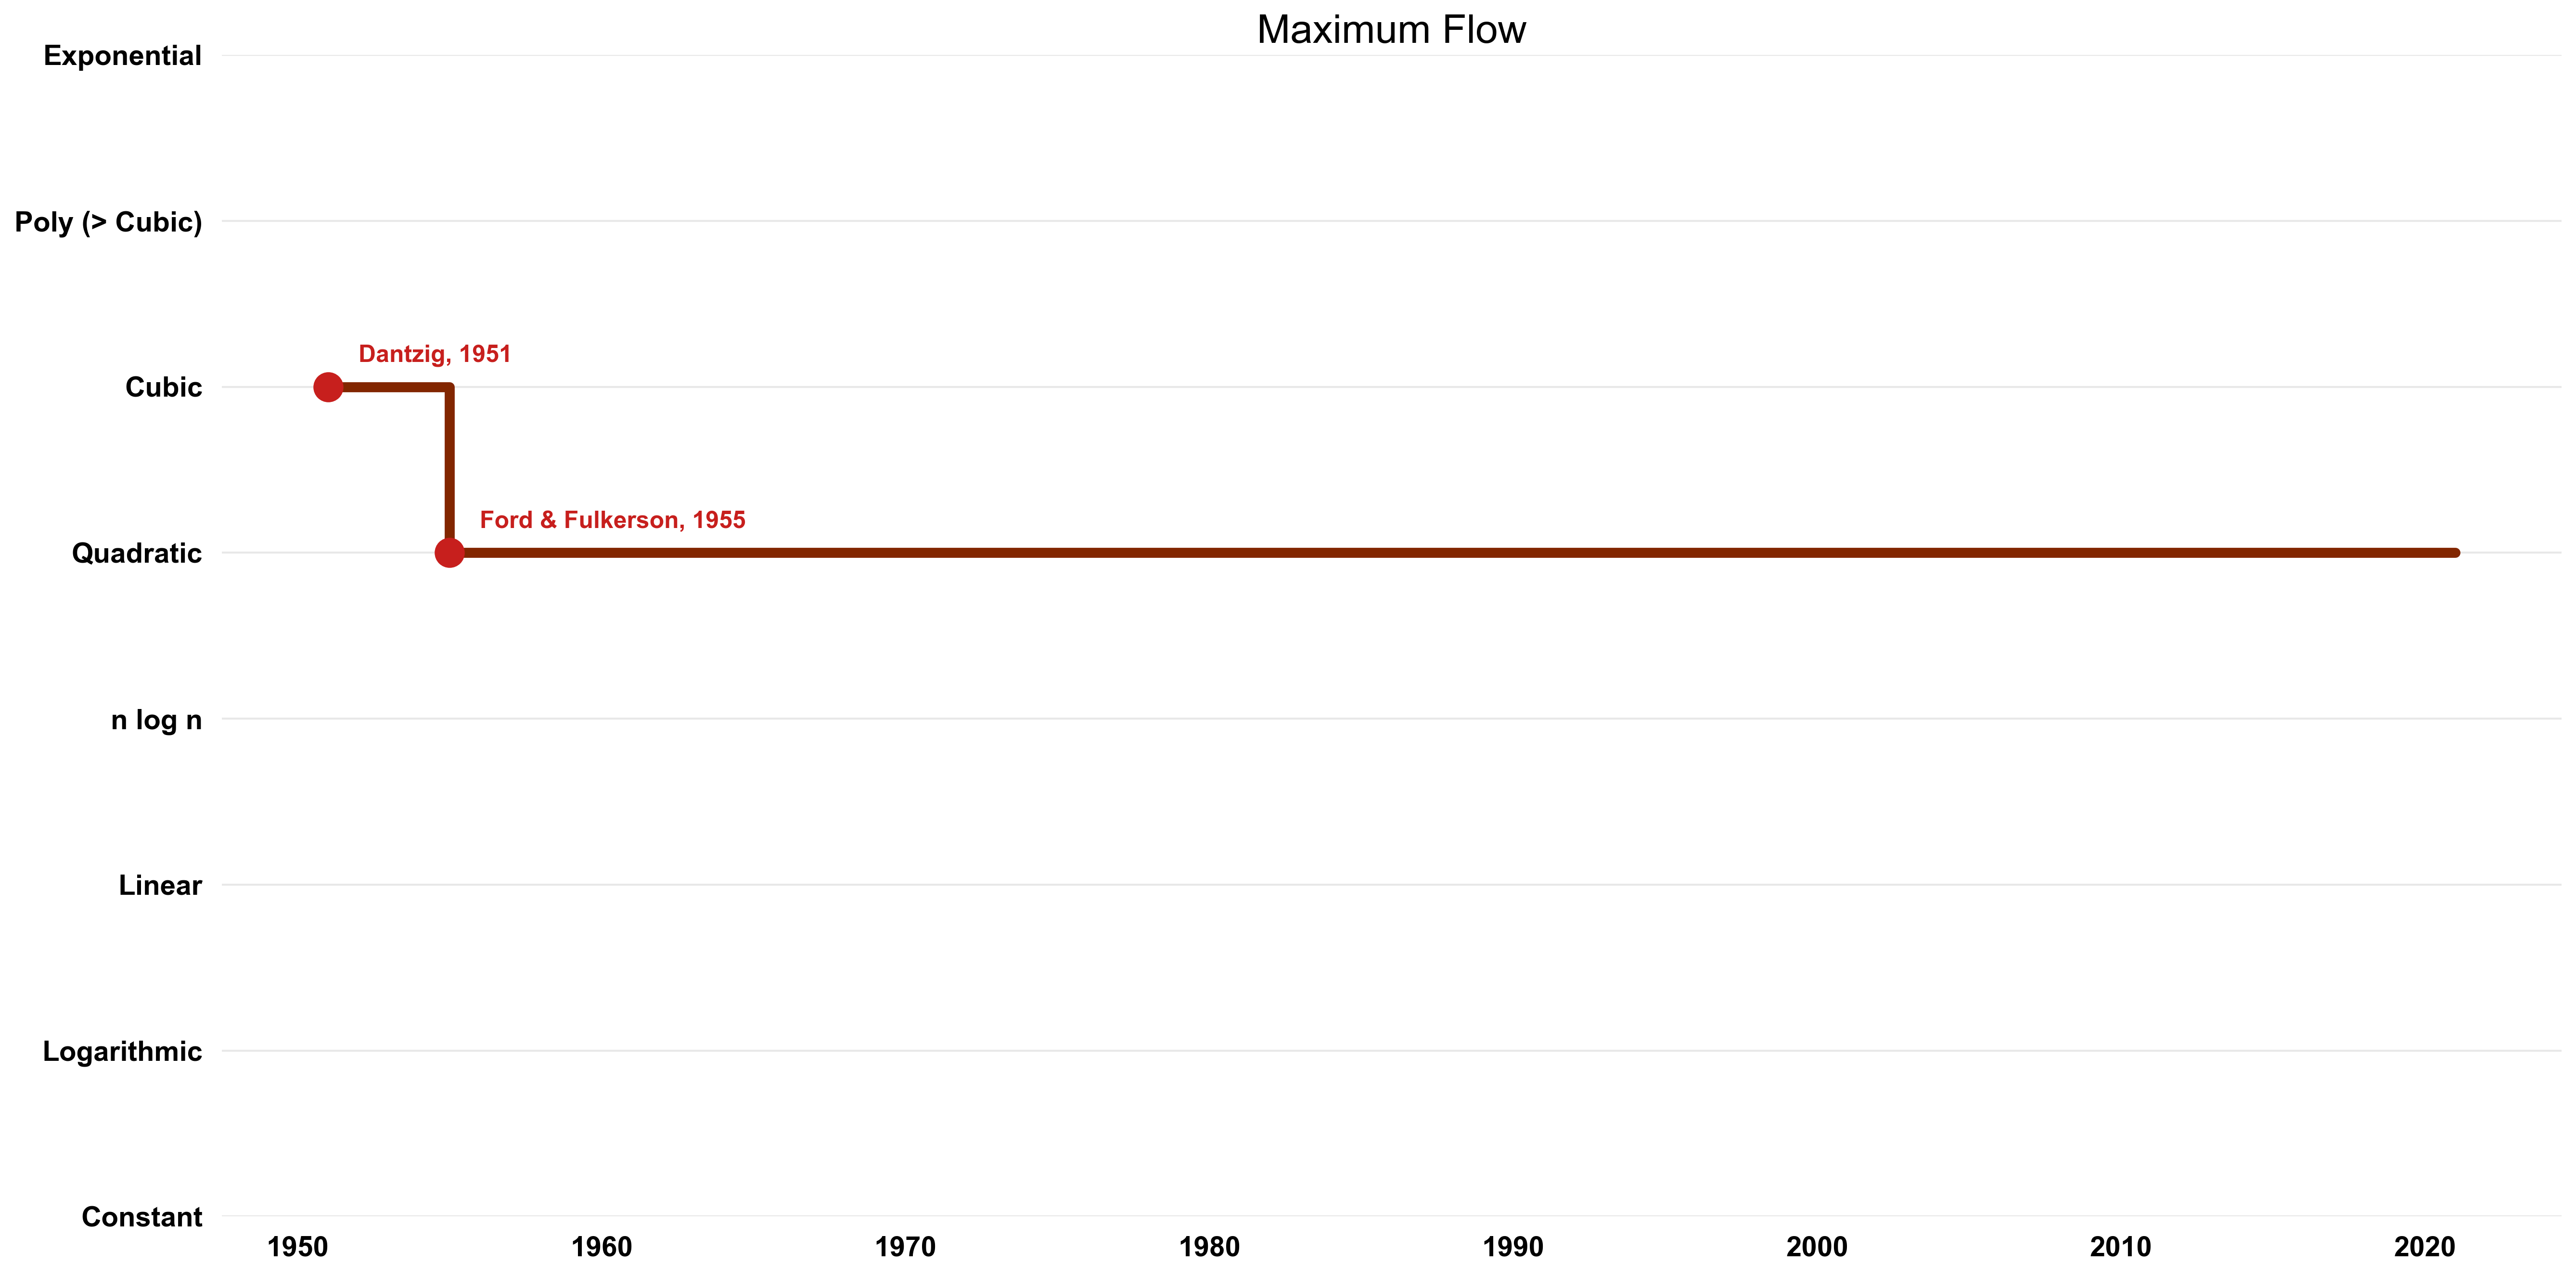 Maximum Flow
Exponential
Poly (> Cubic)
Cubic
Quadratic
n log n
Linear
Logarithmic
Constant
Dantzig, 1951
Ford & Fulkerson, 1955
1950 1960 1970 1980 1990 2000 2010 2020